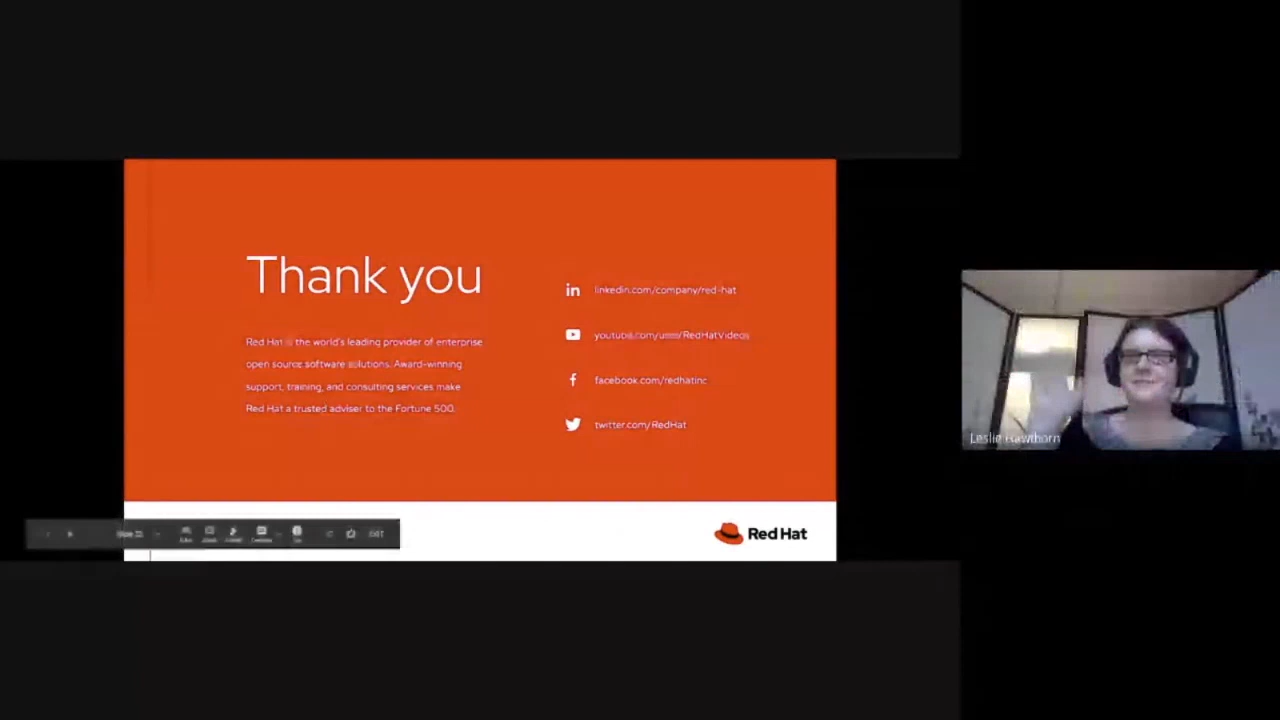 Thank you
Red Hat is the world's leading provider of enterprise
open source software solutions. Award-winning
support, training, and consulting services make
Red Hat a trusted adviser to the Fortune 500.
linkedin.com/company/red-hat
youtube.com/user/RedHatVideos
facebook.com/redhatinc
twitter.com/RedHat
Red Hat
EXIT
Leslie Hawthorn